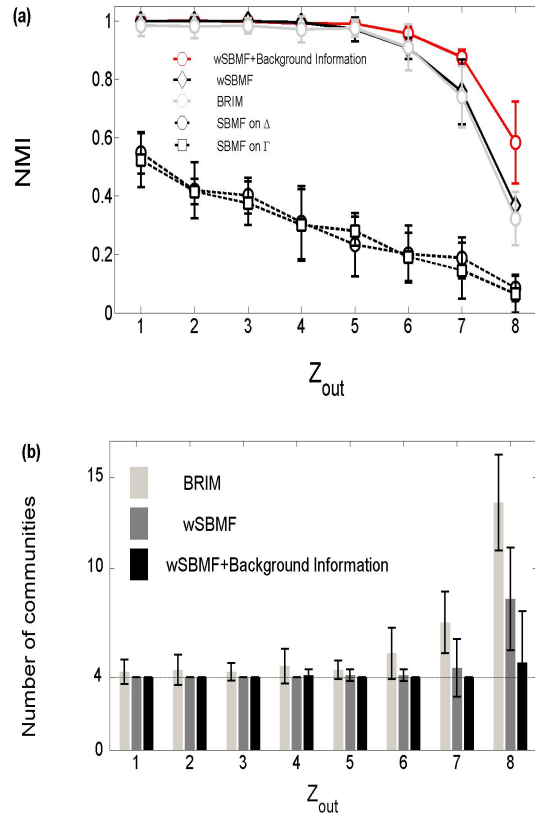 (a)
1
0.8
0.6
0.4
0.2
0
NMI
wSBMF+Background Information
wSBMF
BRIM
SBMF on Δ
SBMF on Γ
1 2 3 4 5 6 7 8
Zout
(b)
15
10
4
0
Number of communities
BRIM
wSBMF
wSBMF+Background Information
1 2 3 4 5 6 7 8
Zout